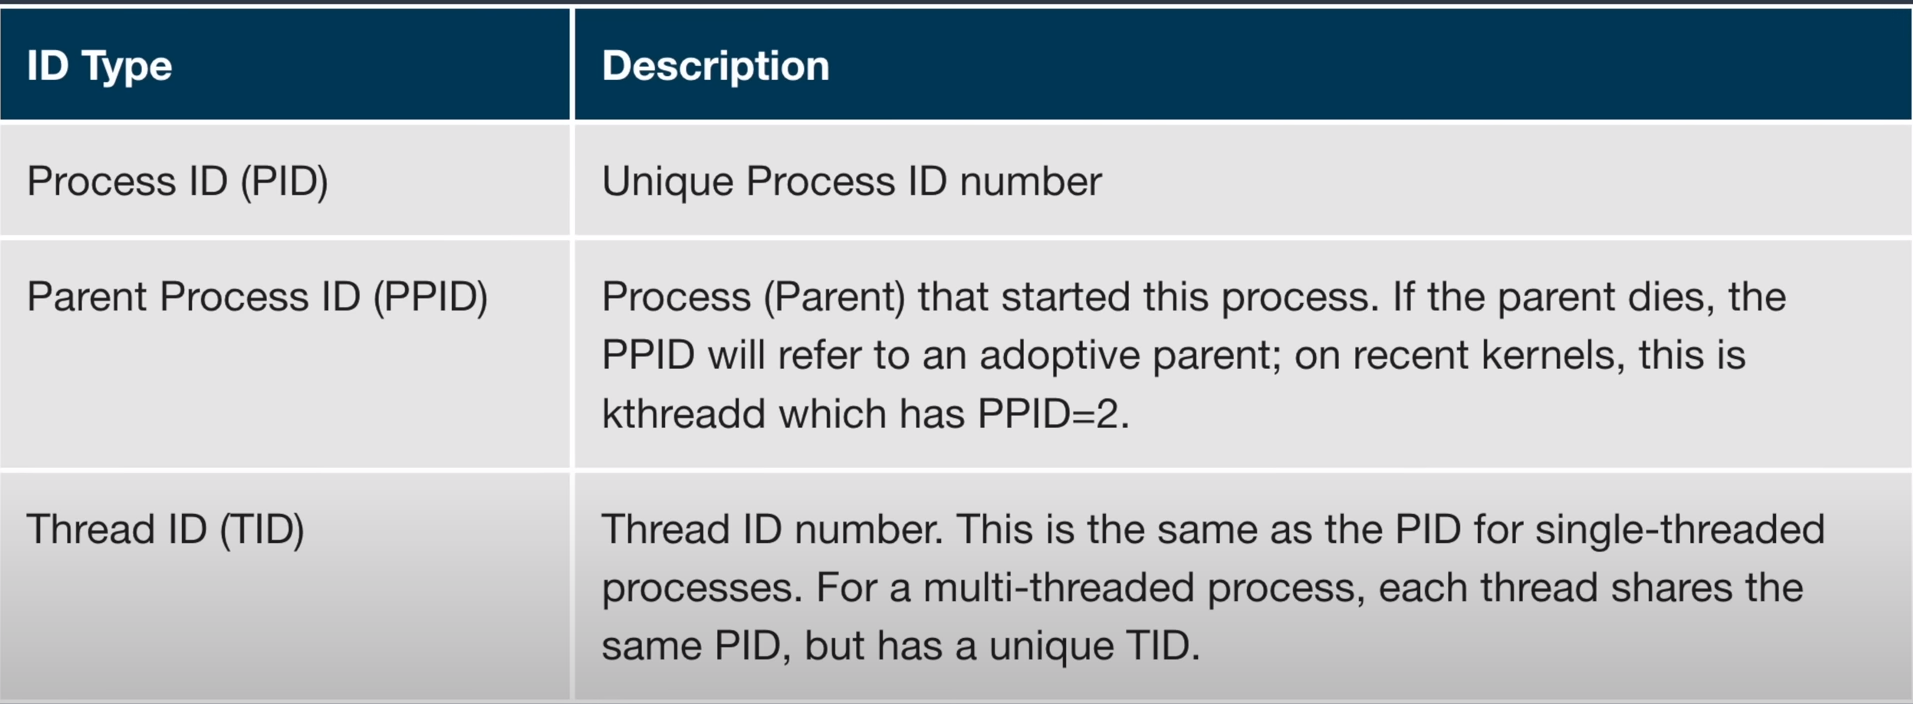 ID Type
Description
Process ID (PID)
Unique Process ID number
Parent Process ID (PPID)
Process (Parent) that started this process. If the parent dies, the
PPID will refer to an adoptive parent; on recent kernels, this is
kthreadd which has PPID=2.
Thread ID (TID)
Thread ID number. This is the same as the PID for single-threaded
processes. For a multi-threaded process, each thread shares the
same PID, but has a unique TID.